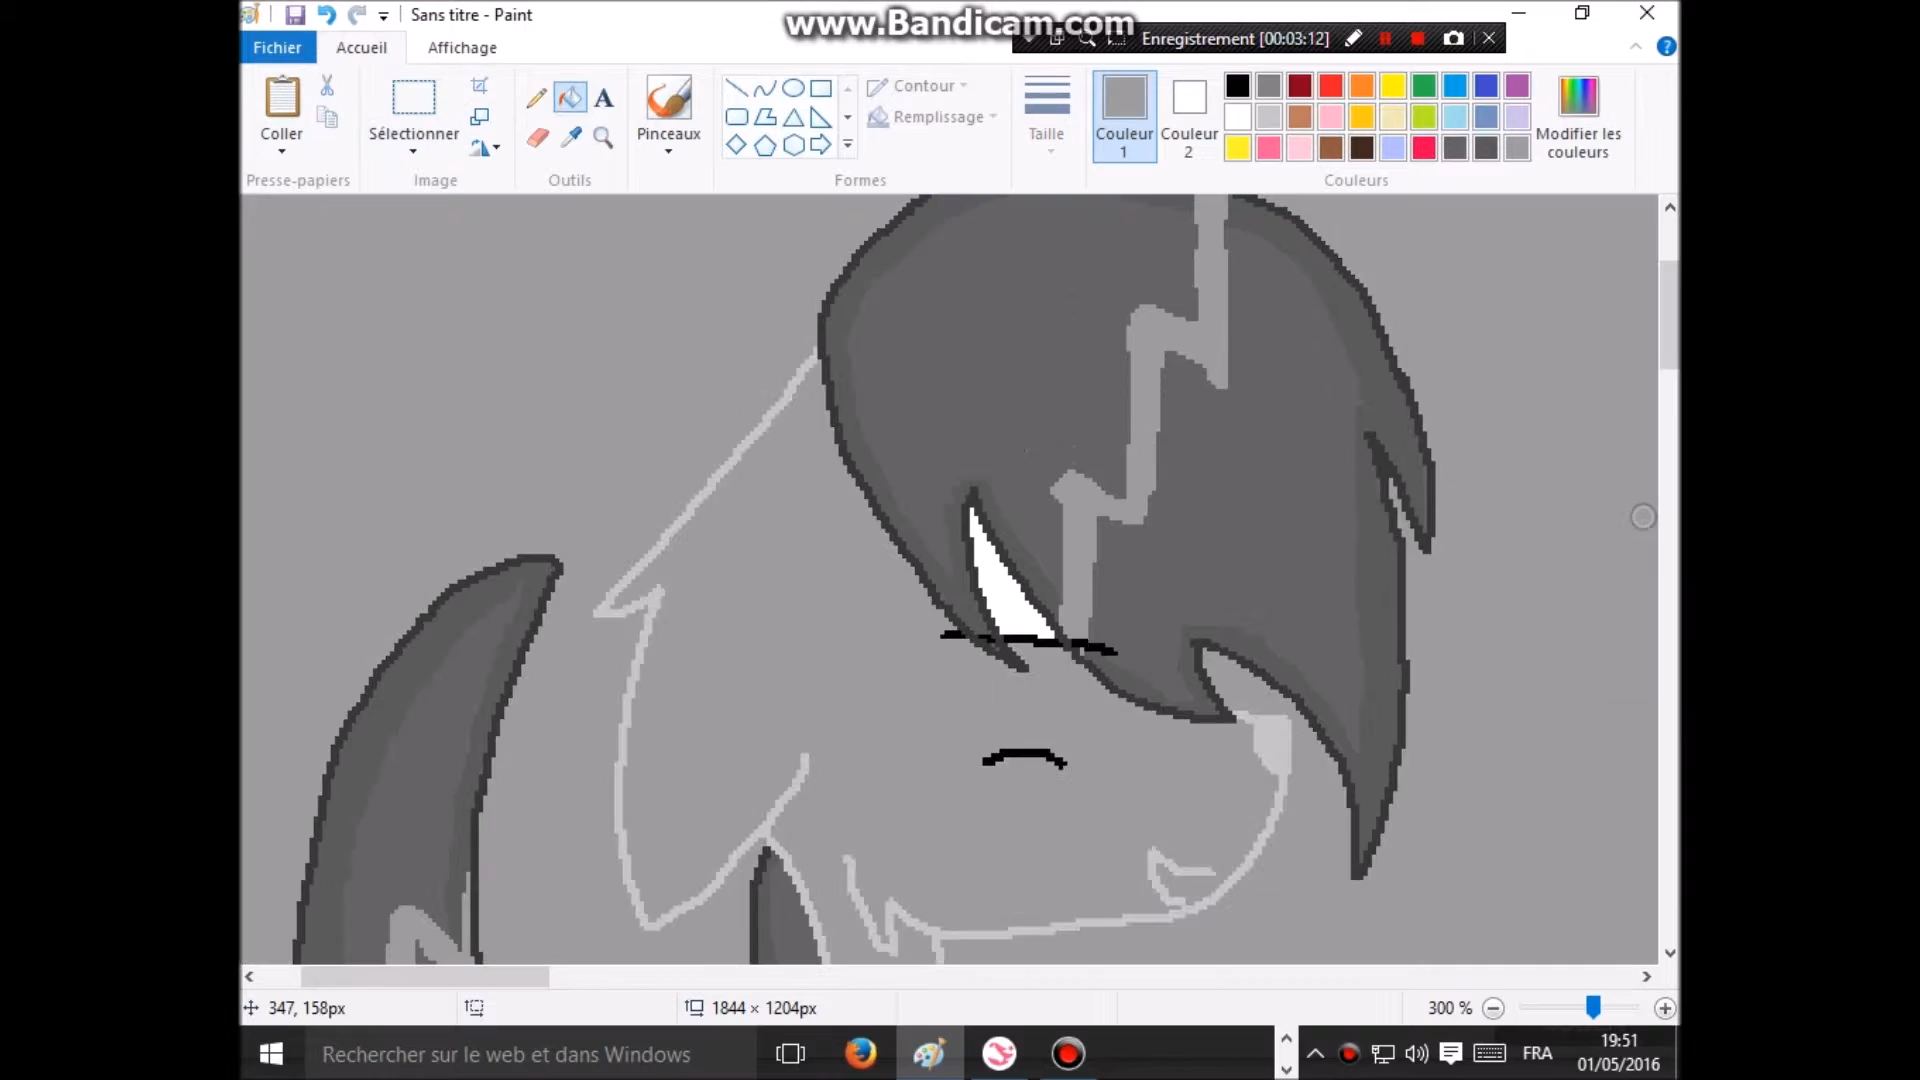 Sans titre - Paint
www.Bandicam.com
Enregistrement [00:03:12]
Fichier
Accueil
Affichage
?
Coller
Sélectionner
A
Pinceaux
Contour
Remplissage
Taille
Couleur
1
Couleur
2
Modifier les
couleurs
Presse-papiers
Image
Outils
Formes
Couleurs
347, 158px
1844 × 1204px
300 %
Rechercher sur le web et dans Windows
FRA
19:51
01/05/2016